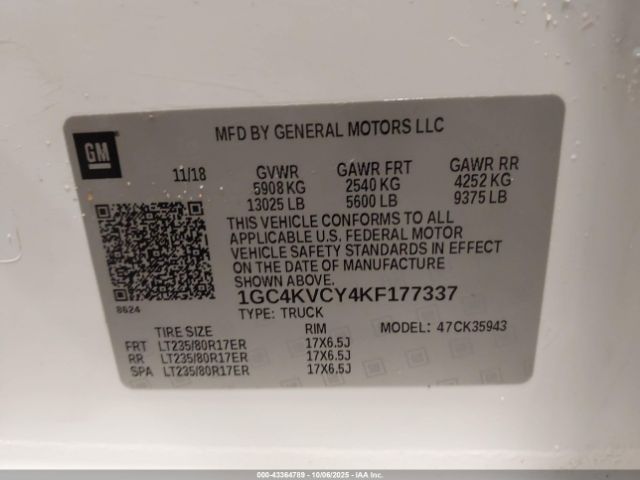 GM
MFD BY GENERAL MOTORS LLC
11/18 GVWR GAWR FRT GAWR RR
5908 KG 2540 KG 4252 KG
13025 LB 5600 LB 9375 LB
THIS VEHICLE CONFORMS TO ALL
APPLICABLE U.S. FEDERAL MOTOR
VEHICLE SAFETY STANDARDS IN EFFECT
ON THE DATE OF MANUFACTURE
SHOWN ABOVE.
8624
1GC4KVCY4KF177337
TYPE: TRUCK
TIRE SIZE RIM MODEL: 47CK35943
FRT LT235/80R17ER 17X6.5J
RR LT235/80R17ER 17X6.5J
SPA LT235/80R17ER 17X6.5J
000-43364789 - 10/06/2025 - IAA Inc.